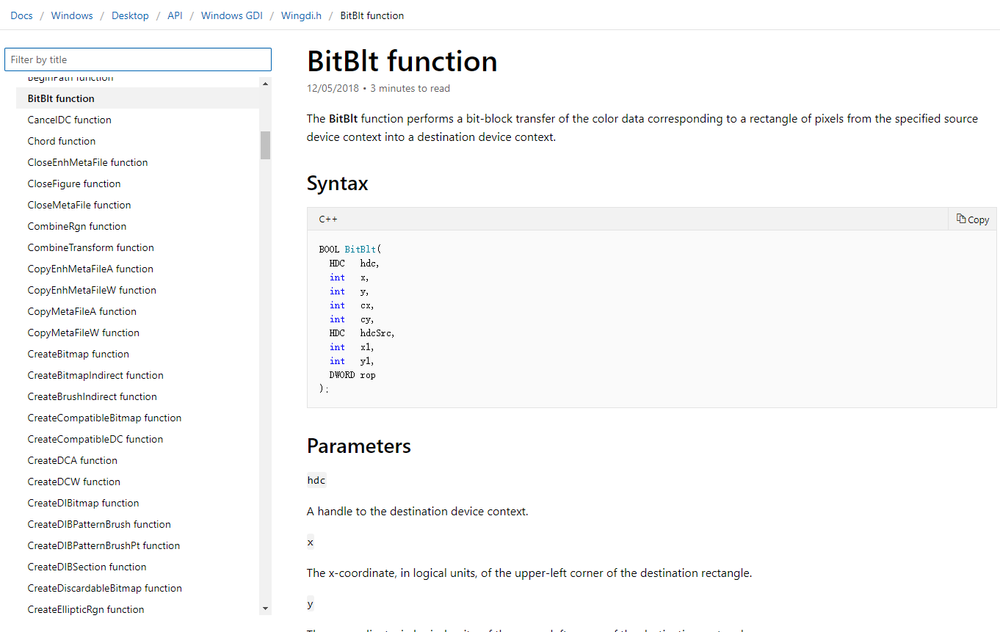 Docs / Windows / Desktop / API / Windows GDI / Wingdi.h / BitBlt function
Filter by title
BeginPath function
BitBlt function
CancelDC function
Chord function
CloseEnhMetaFile function
CloseFigure function
CloseMetaFile function
CombineRgn function
CombineTransform function
CopyEnhMetaFileA function
CopyEnhMetaFileW function
CopyMetaFileA function
CopyMetaFileW function
CreateBitmap function
CreateBitmapIndirect function
CreateBrushIndirect function
CreateCompatibleBitmap function
CreateCompatibleDC function
CreateDCA function
CreateDCW function
CreateDIBitmap function
CreateDIBPatternBrush function
CreateDIBPatternBrushPt function
CreateDIBSection function
CreateDiscardableBitmap function
CreateEllipticRgn function
BitBlt function
12/05/2018 • 3 minutes to read
The BitBlt function performs a bit-block transfer of the color data corresponding to a rectangle of pixels from the specified source
device context into a destination device context.
Syntax
C++
Copy
BOOL BitBlt(
  HDC   hdc,
  int   x,
  int   y,
  int   cx,
  int   cy,
  HDC   hdcSrc,
  int   x1,
  int   y1,
  DWORD rop
);
Parameters
hdc
A handle to the destination device context.
x
The x-coordinate, in logical units, of the upper-left corner of the destination rectangle.
y